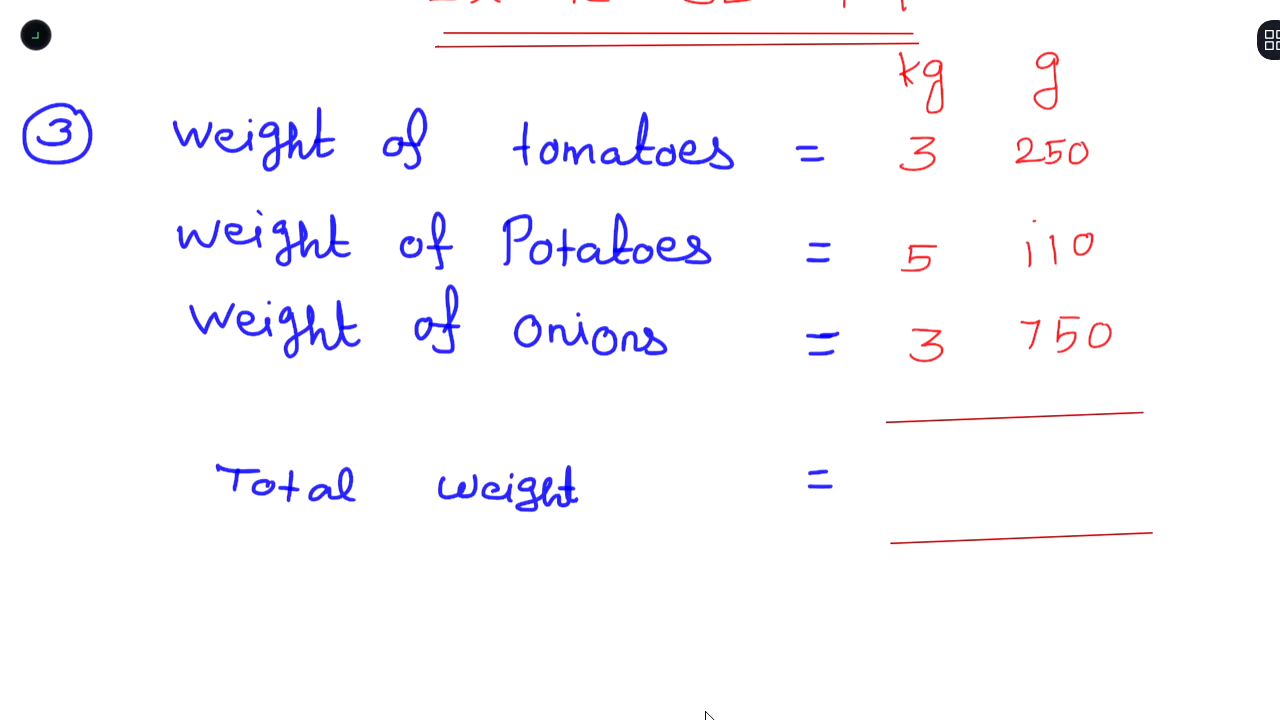 kg g
3 weight of tomatoes = 3 250
weight of Potatoes = 5 110
weight of onions = 3 750
Total weight =